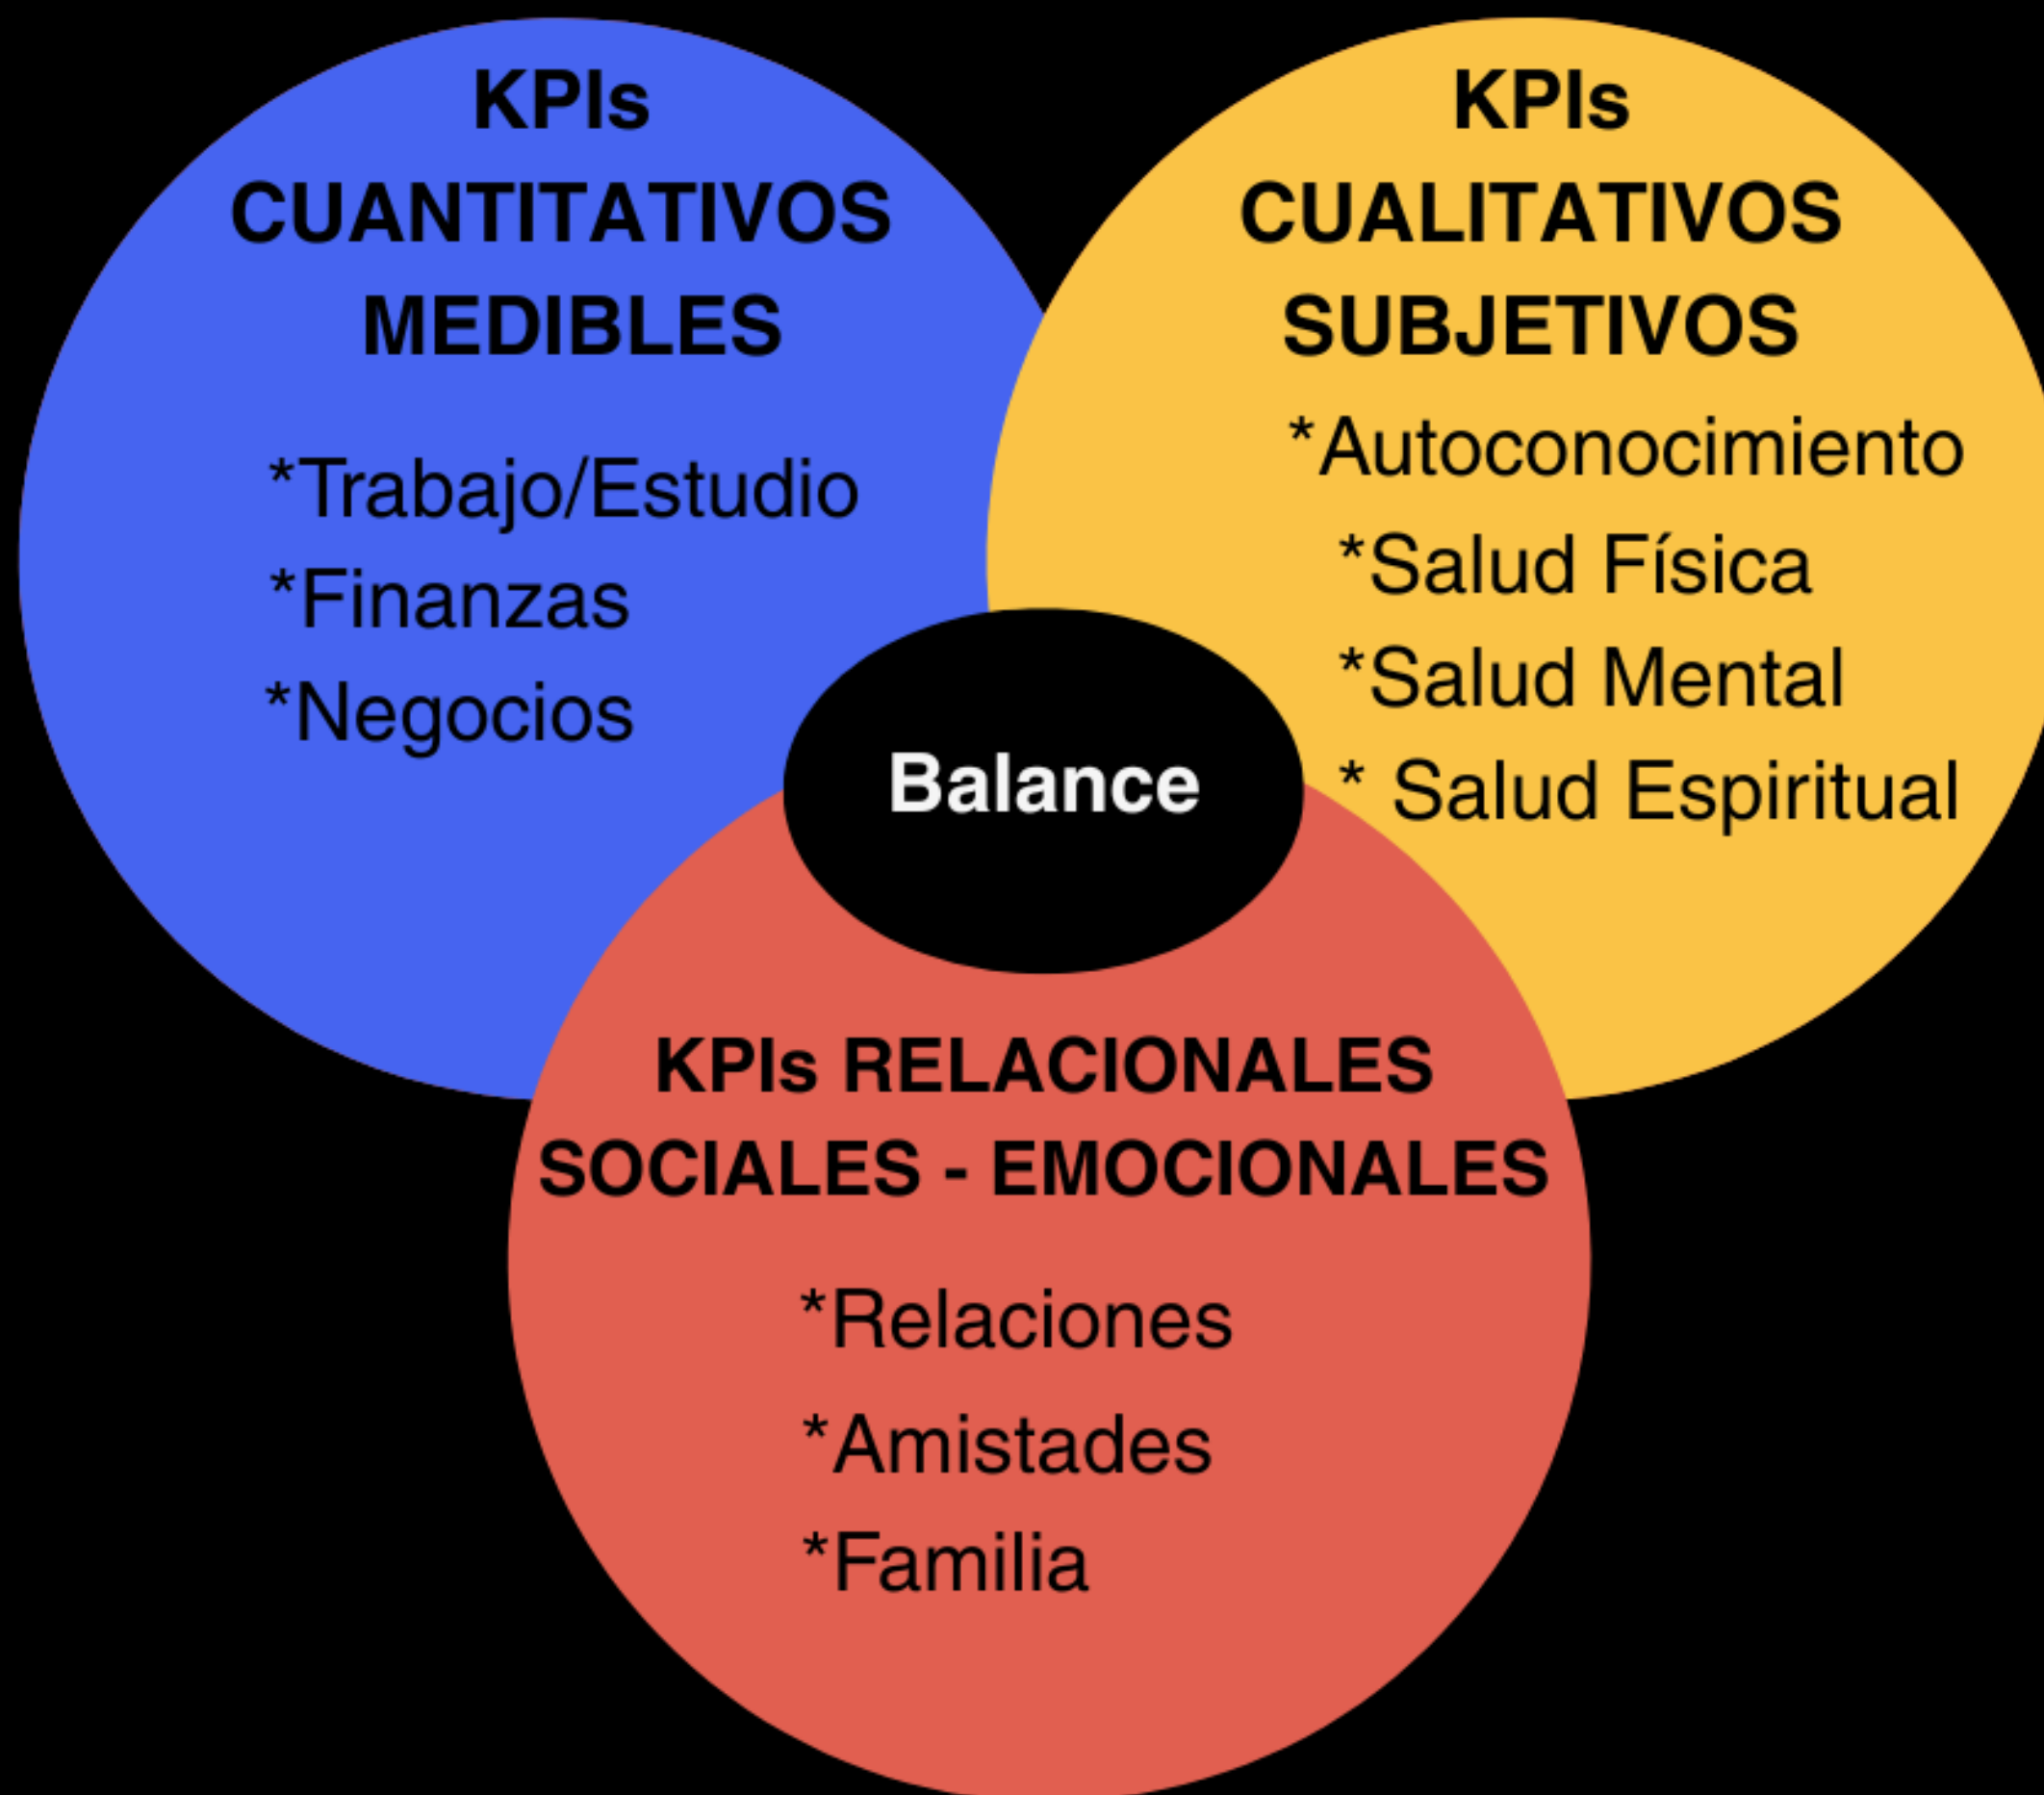 KPIs
CUANTITATIVOS
MEDIBLES
*Trabajo/Estudio
*Finanzas
*Negocios
KPIs
CUALITATIVOS
SUBJETIVOS
*Autoconocimiento
*Salud Física
*Salud Mental
* Salud Espiritual
Balance
KPIs RELACIONALES
SOCIALES - EMOCIONALES
*Relaciones
*Amistades
*Familia